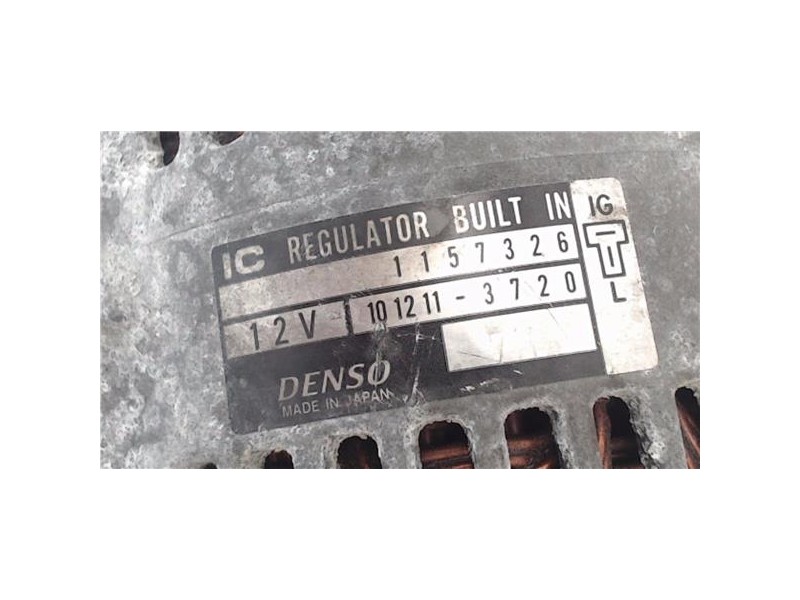 IC REGULATOR BUILT IN IG
1157326
12V 101211-3720 L
DENSO
MADE IN JAPAN